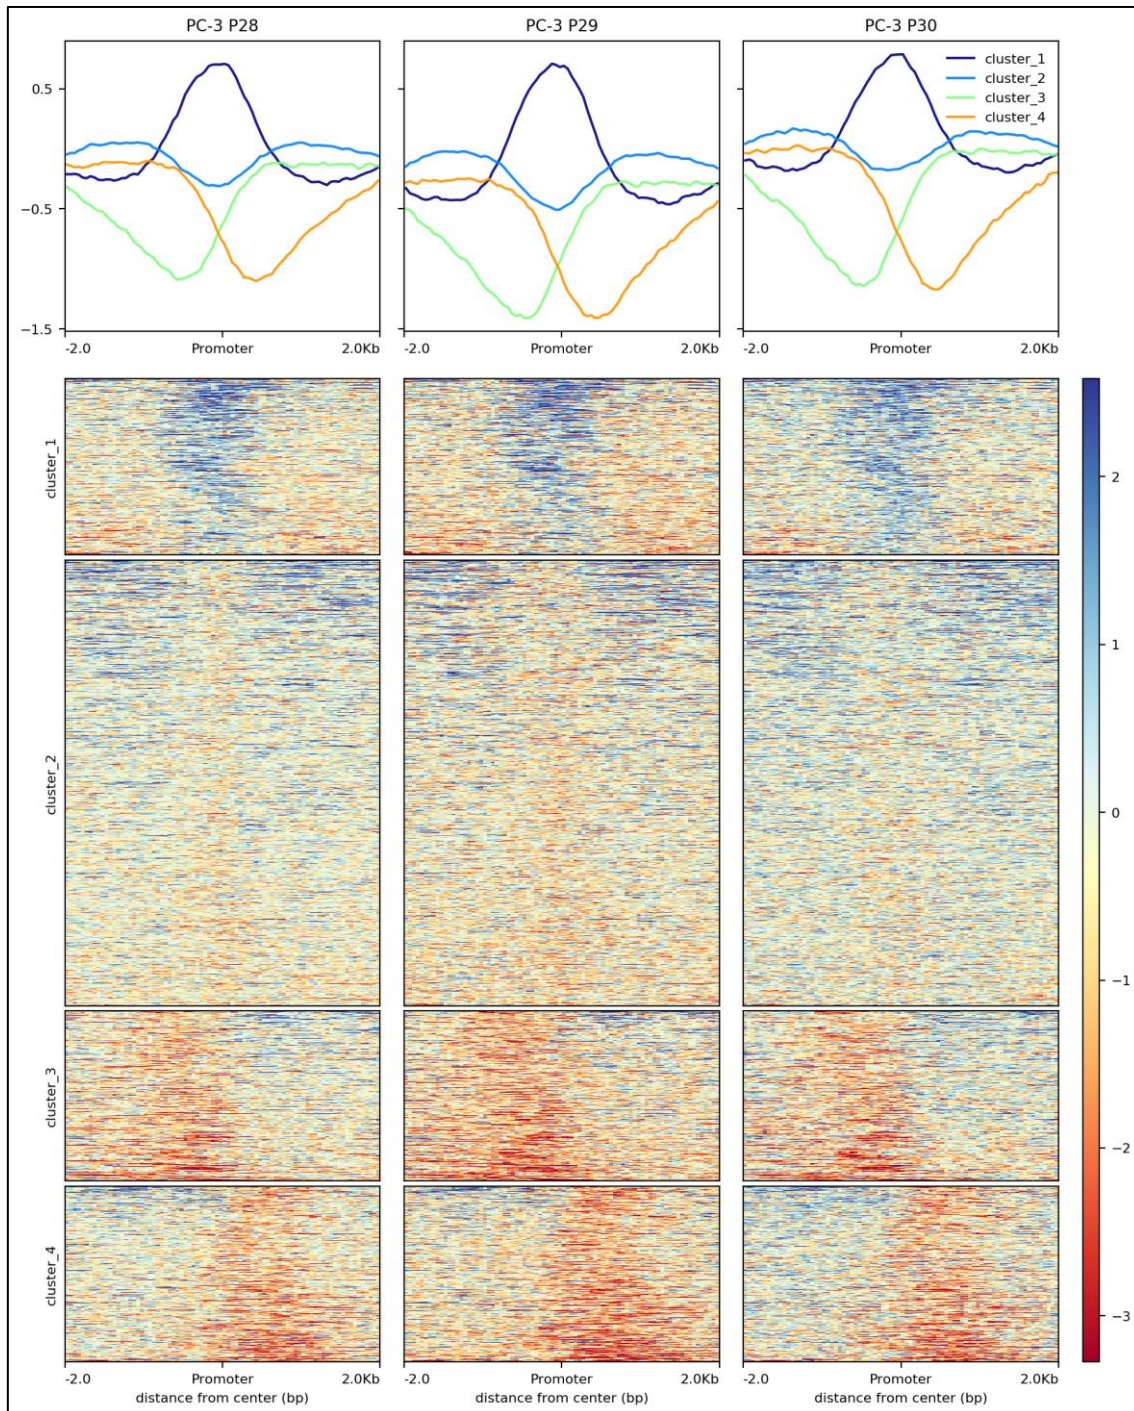 PC-3 P28
PC-3 P29
PC-3 P30
cluster_1
cluster_2
cluster_3
cluster_4
0.5
−0.5
−1.5
-2.0 Promoter 2.0Kb
-2.0 Promoter 2.0Kb
-2.0 Promoter 2.0Kb
cluster_1
cluster_2
cluster_3
cluster_4
2
1
0
−1
−2
−3
-2.0 Promoter 2.0Kb
distance from center (bp)
-2.0 Promoter 2.0Kb
distance from center (bp)
-2.0 Promoter 2.0Kb
distance from center (bp)